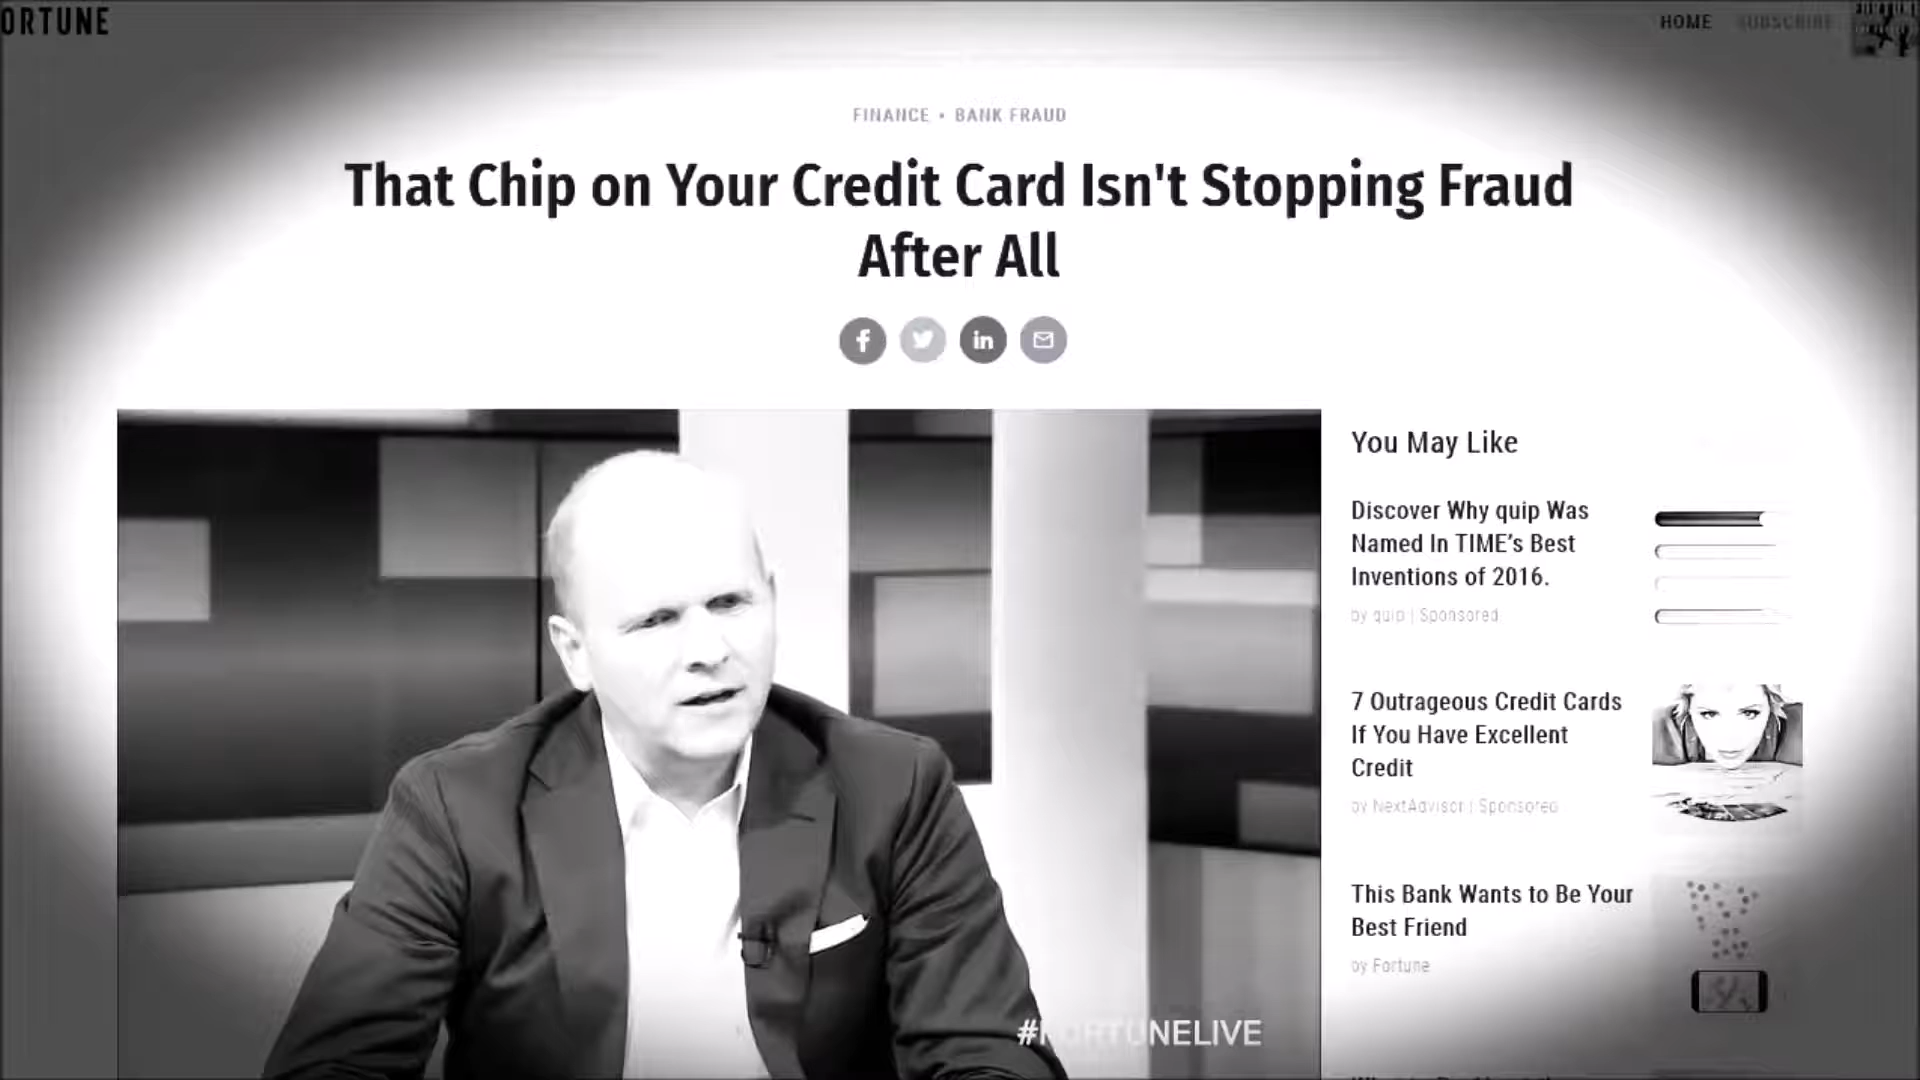 ORTUNE
HOME SUBSCRIBE
FINANCE • BANK FRAUD
That Chip on Your Credit Card Isn't Stopping Fraud
After All
You May Like
Discover Why quip Was
Named In TIME’s Best
Inventions of 2016.
by quip | Sponsored
7 Outrageous Credit Cards
If You Have Excellent
Credit
by NextAdvisor | Sponsored
This Bank Wants to Be Your
Best Friend
by Fortune
#FORTUNELIVE